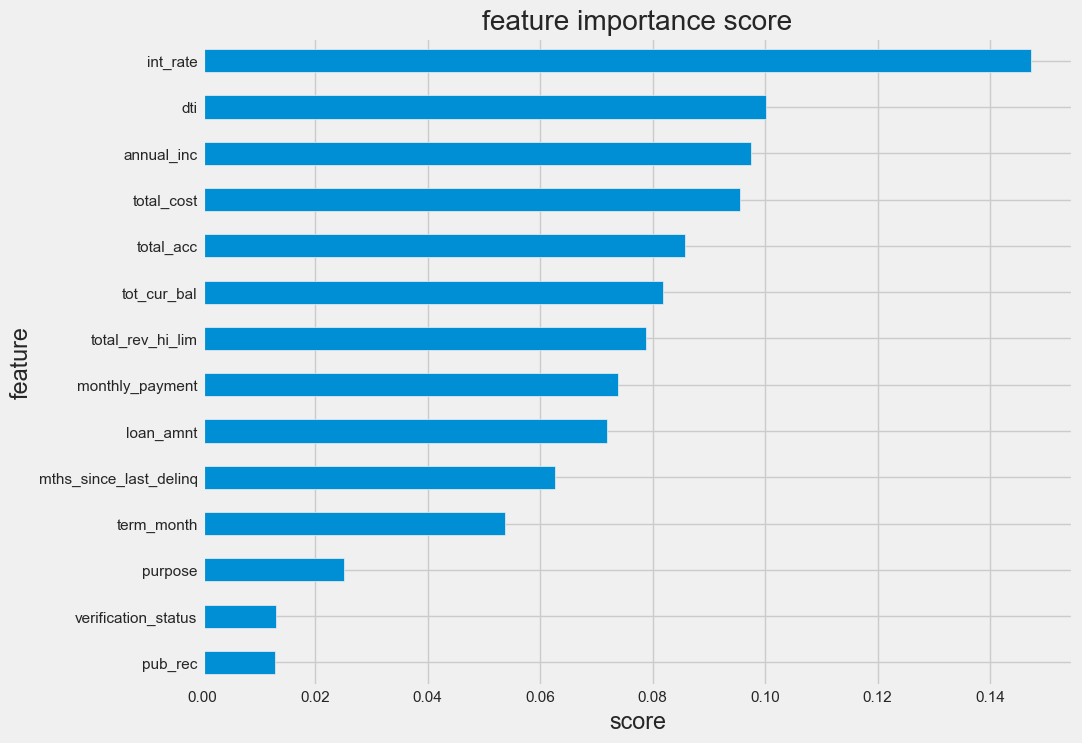 feature importance score
feature
int_rate
dti
annual_inc
total_cost
total_acc
tot_cur_bal
total_rev_hi_lim
monthly_payment
loan_amnt
mths_since_last_delinq
term_month
purpose
verification_status
pub_rec
0.00 0.02 0.04 0.06 0.08 0.10 0.12 0.14
score